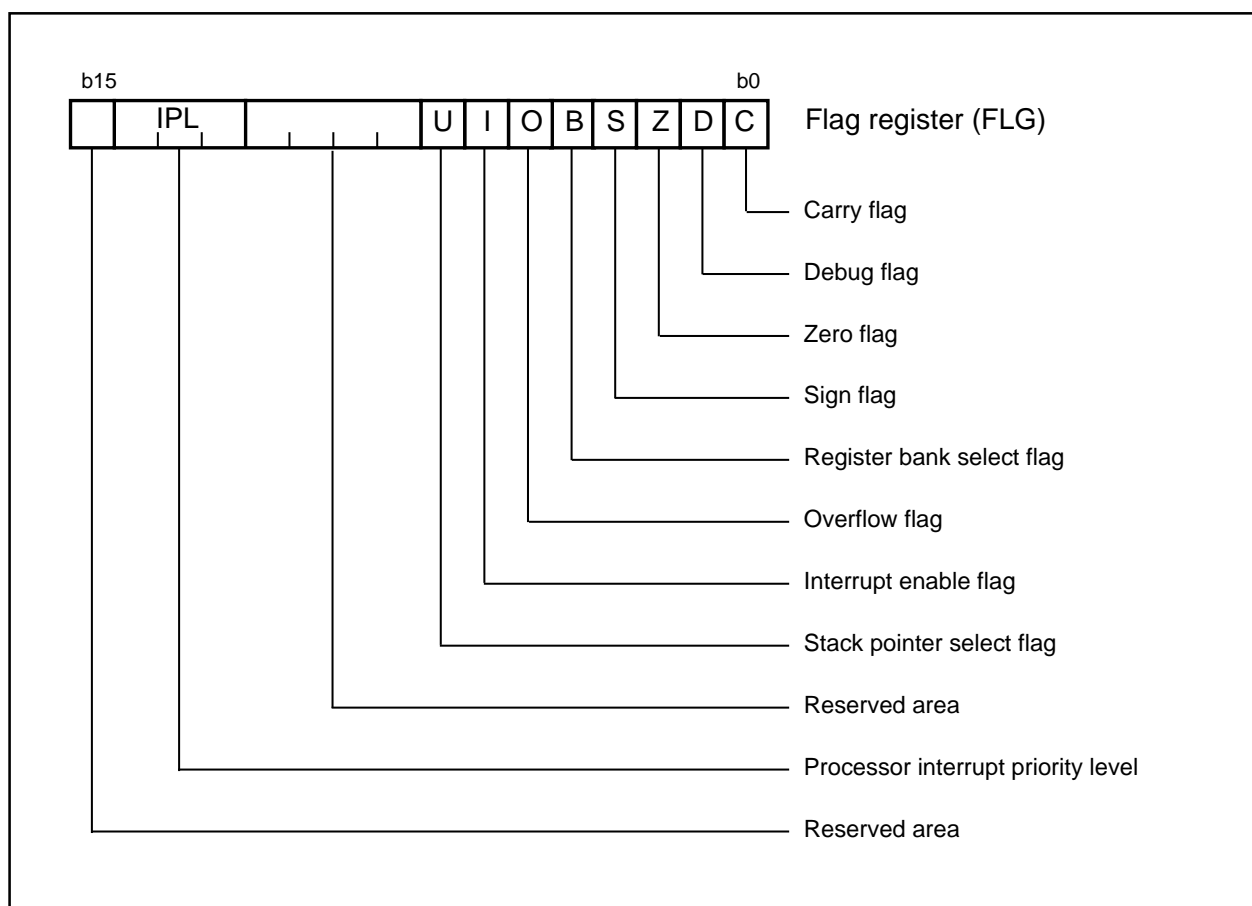 b15 b0
IPL U I O B S Z D C Flag register (FLG)
Carry flag
Debug flag
Zero flag
Sign flag
Register bank select flag
Overflow flag
Interrupt enable flag
Stack pointer select flag
Reserved area
Processor interrupt priority level
Reserved area